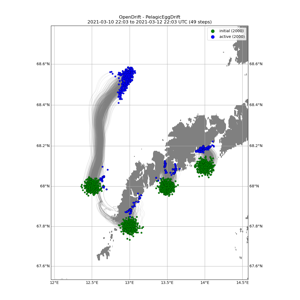 OpenDrift - PelagicEggDrift
2021-03-10 22:03 to 2021-03-12 22:03 UTC (49 steps)
initial (2000)
active (2000)
68.6°N
68.6°N
68.4°N
68.4°N
68.2°N
68.2°N
68°N
68°N
67.8°N
67.8°N
67.6°N
67.6°N
12°E
12.5°E
13°E
13.5°E
14°E
14.5°E